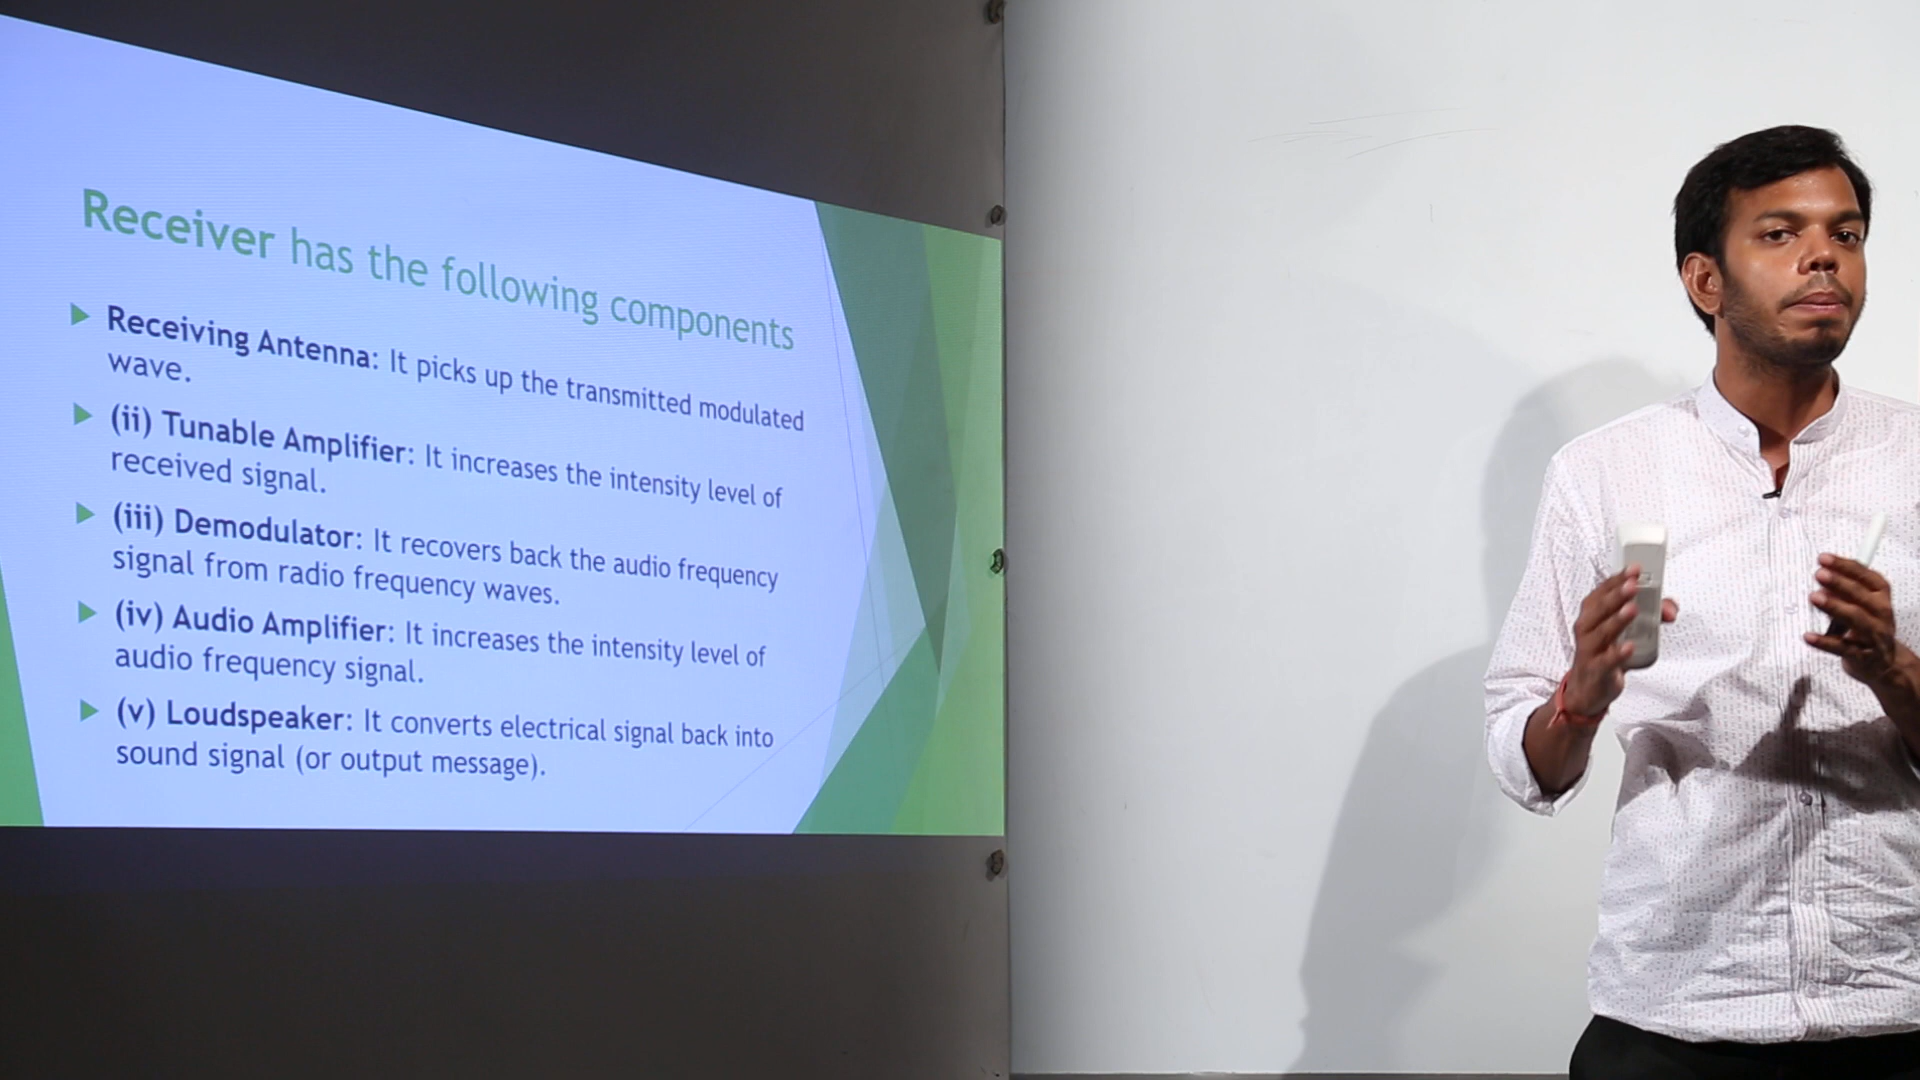 Receiver has the following components
Receiving Antenna: It picks up the transmitted modulated
wave.
(ii) Tunable Amplifier: It increases the intensity level of
received signal.
(iii) Demodulator: It recovers back the audio frequency
signal from radio frequency waves.
(iv) Audio Amplifier: It increases the intensity level of
audio frequency signal.
(v) Loudspeaker: It converts electrical signal back into
sound signal (or output message).